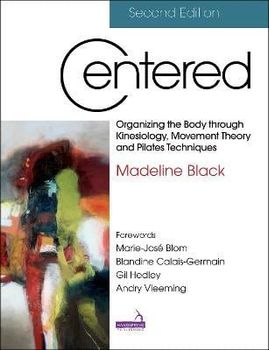 Second Edition
Centered
Organizing the Body through
Kinesiology, Movement Theory
and Pilates Techniques
Madeline Black
Forewords
Marie-José Blom
Blandine Calais-Germain
Gil Hedley
Andry Vleeming
HANDSPRING